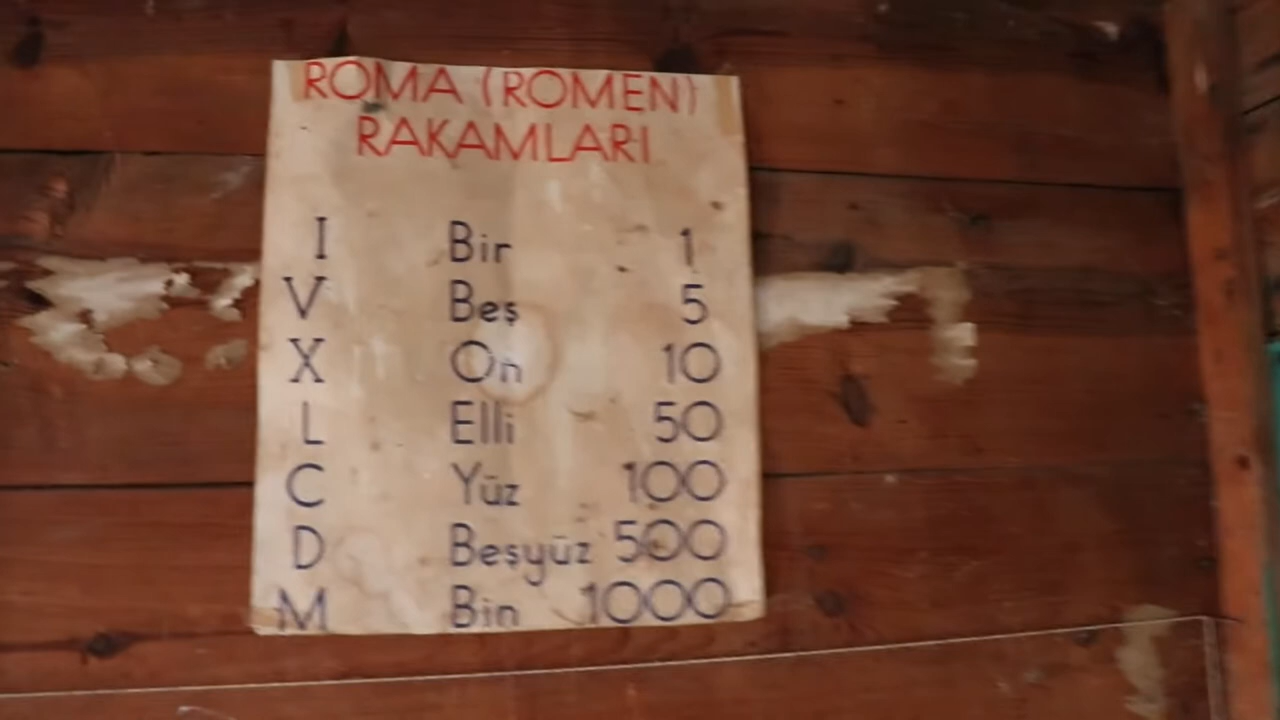 ROMA (ROMEN)
RAKAMLARI
I Bir 1
V Beş 5
X On 10
L Elli 50
C Yüz 100
D Beşyüz 500
M Bin 1000